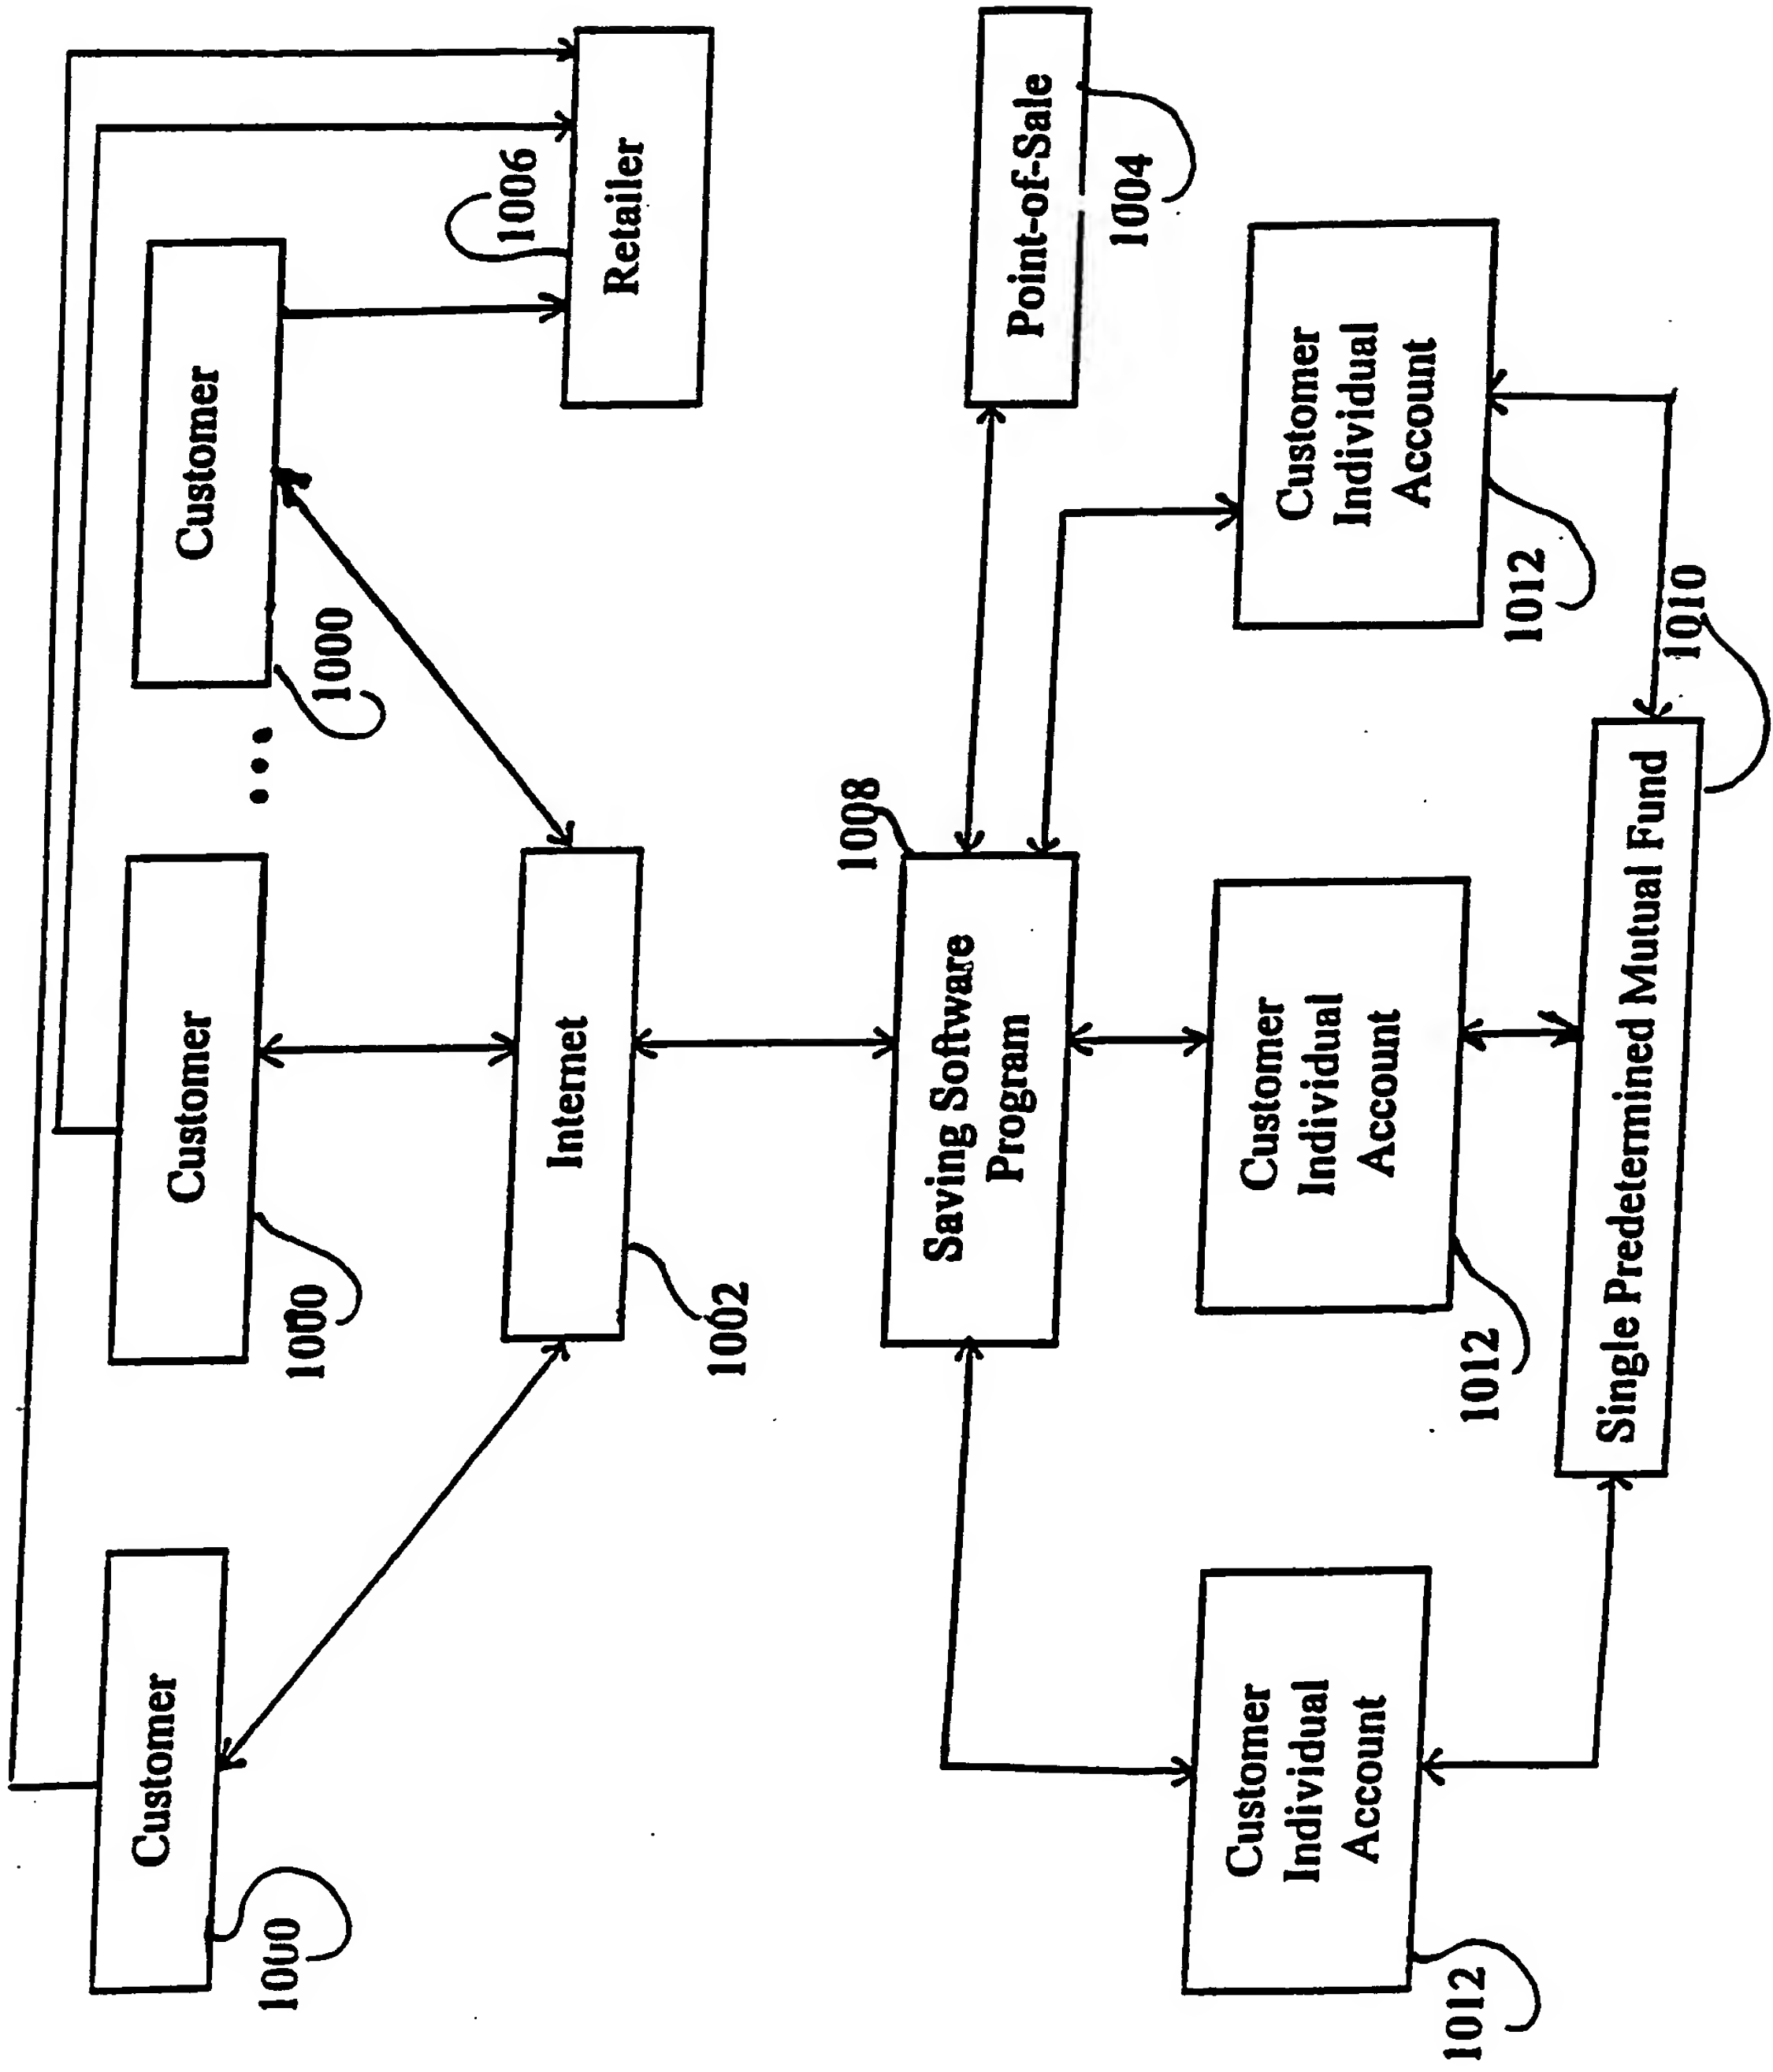 Customer
1000
Customer
1000
• • •
Customer
1000
Internet
1002
Retailer
1006
Saving Software
Program
1008
Point-of-Sale
1004
Customer
Individual
Account
1012
Customer
Individual
Account
1012
Customer
Individual
Account
1012
Single Predetermined Mutual Fund
1010